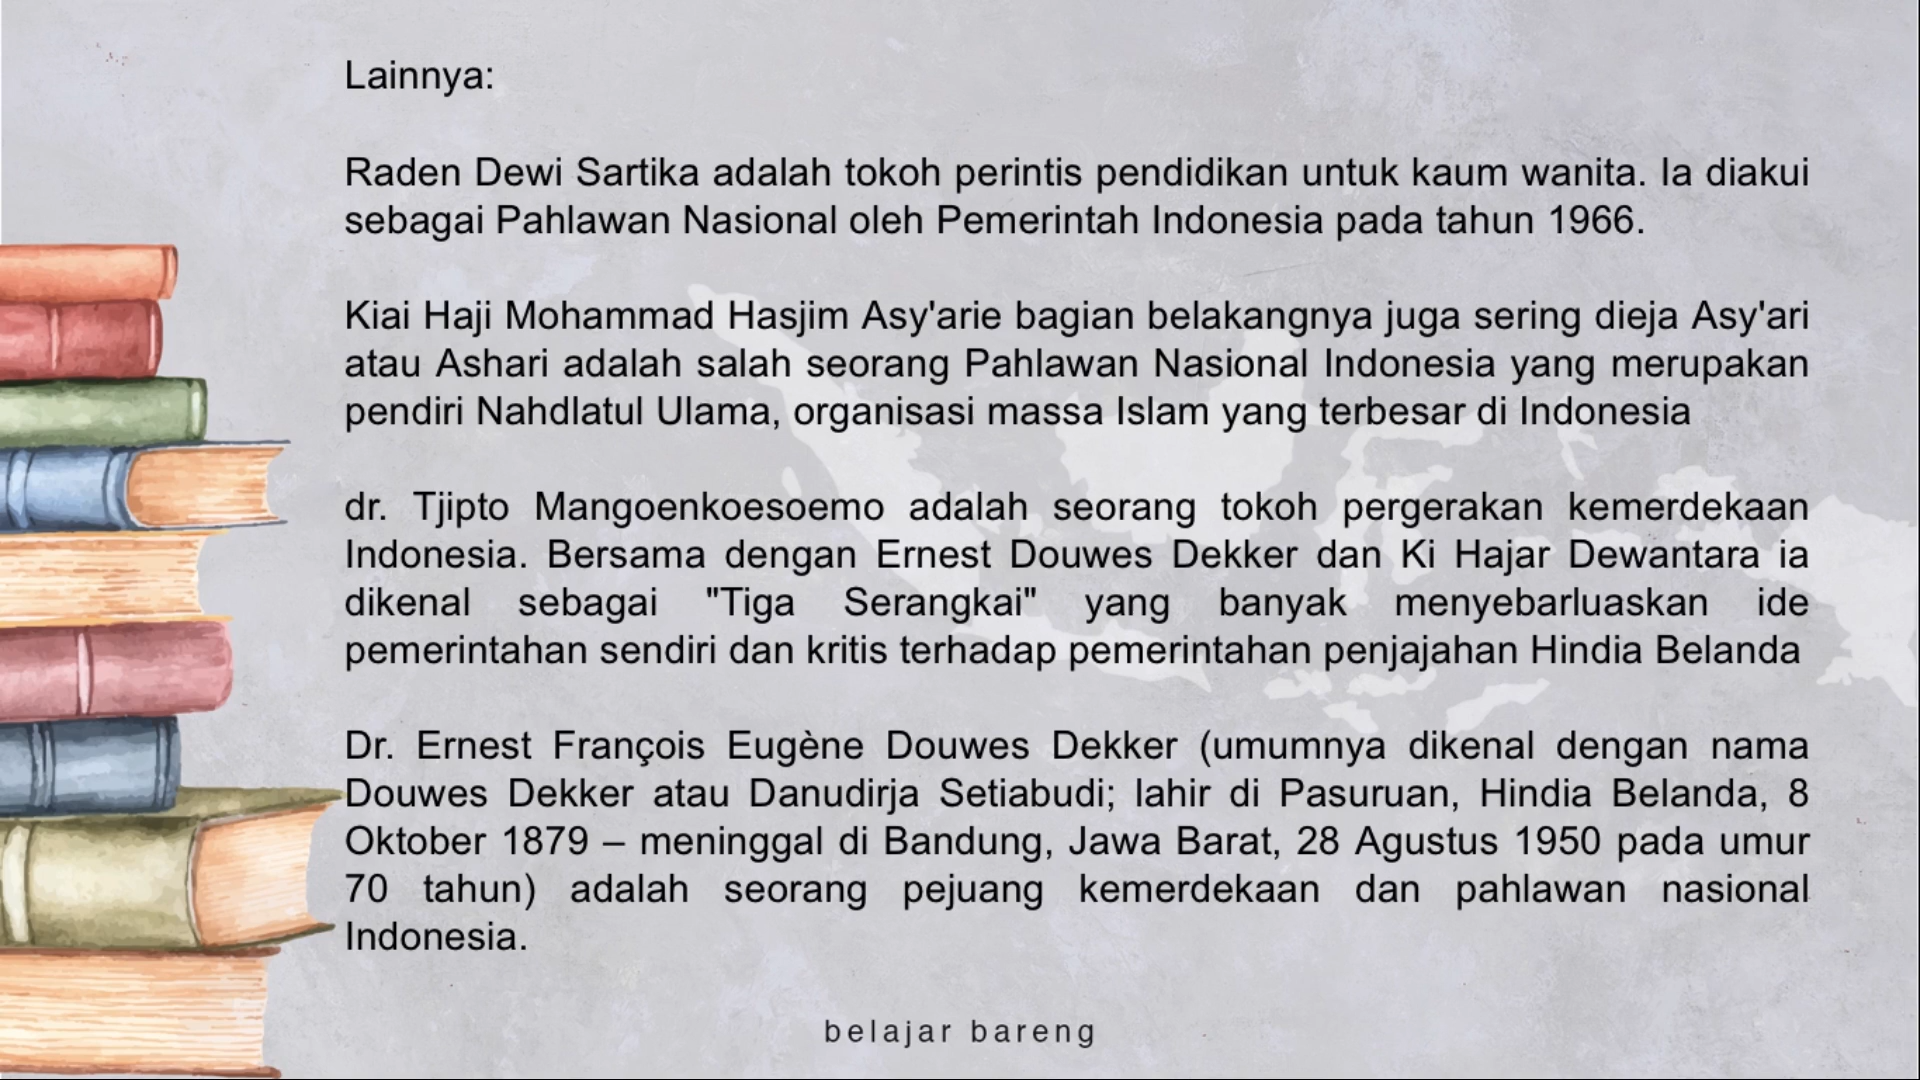 Lainnya:
Raden Dewi Sartika adalah tokoh perintis pendidikan untuk kaum wanita. Ia diakui
sebagai Pahlawan Nasional oleh Pemerintah Indonesia pada tahun 1966.
Kiai Haji Mohammad Hasjim Asy'arie bagian belakangnya juga sering dieja Asy'ari
atau Ashari adalah salah seorang Pahlawan Nasional Indonesia yang merupakan
pendiri Nahdlatul Ulama, organisasi massa Islam yang terbesar di Indonesia
dr. Tjipto Mangoenkoesoemo adalah seorang tokoh pergerakan kemerdekaan
Indonesia. Bersama dengan Ernest Douwes Dekker dan Ki Hajar Dewantara ia
dikenal sebagai "Tiga Serangkai" yang banyak menyebarluaskan ide
pemerintahan sendiri dan kritis terhadap pemerintahan penjajahan Hindia Belanda
Dr. Ernest François Eugène Douwes Dekker (umumnya dikenal dengan nama
Douwes Dekker atau Danudirja Setiabudi; lahir di Pasuruan, Hindia Belanda, 8
Oktober 1879 – meninggal di Bandung, Jawa Barat, 28 Agustus 1950 pada umur
70 tahun) adalah seorang pejuang kemerdekaan dan pahlawan nasional
Indonesia.
belajar bareng